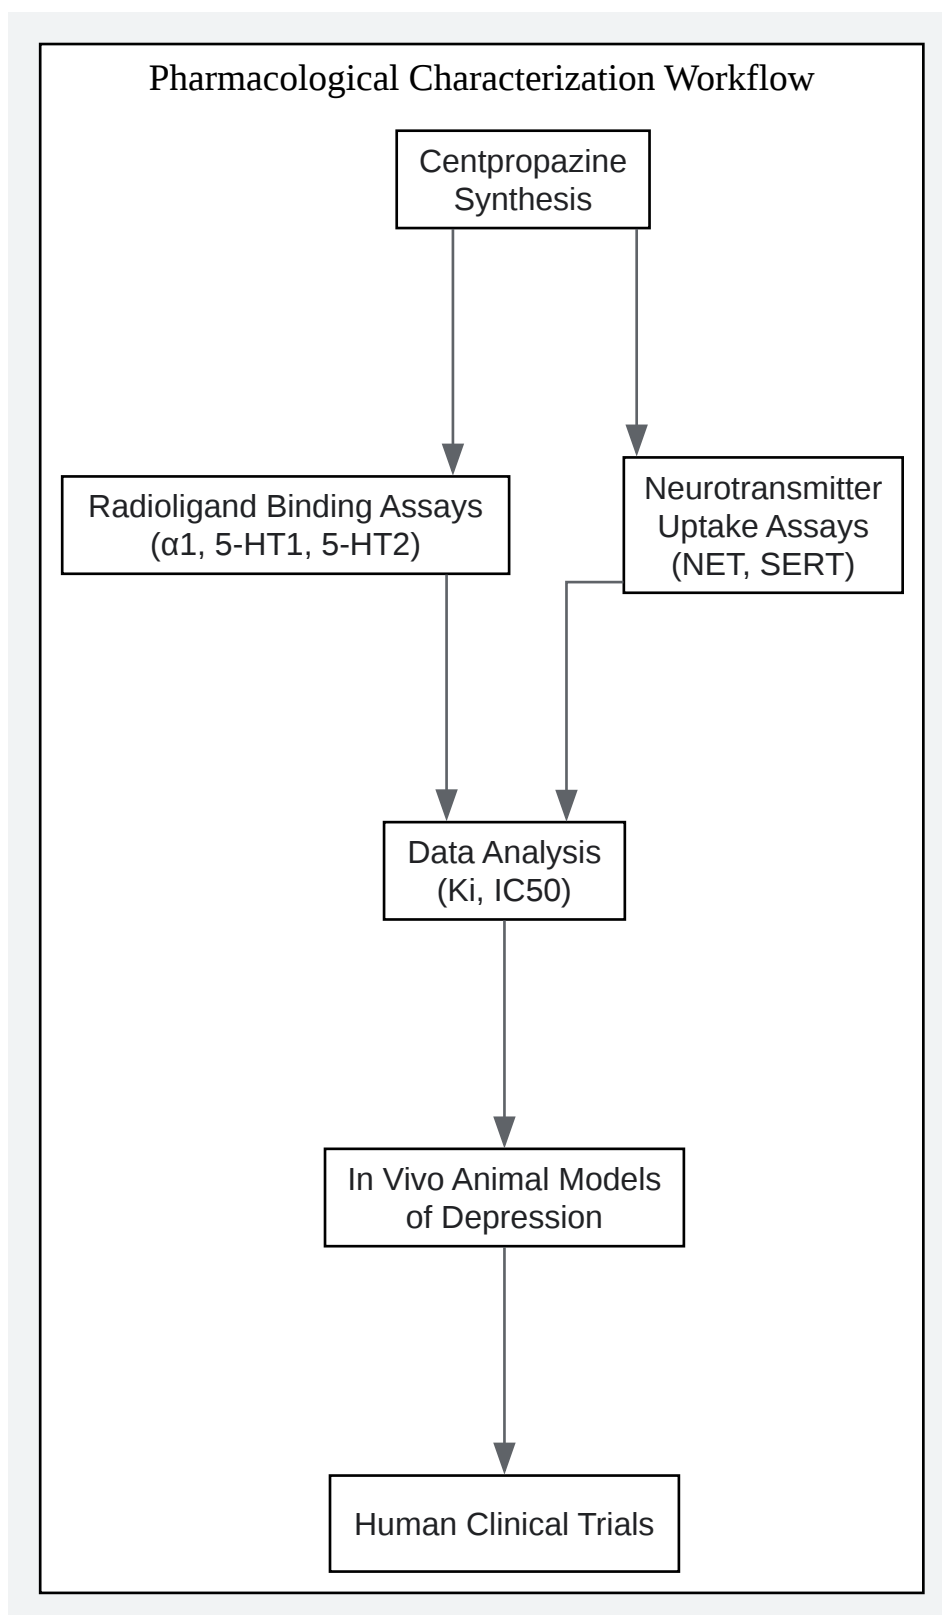 Pharmacological Characterization Workflow
Centpropazine
Synthesis
Radioligand Binding Assays
(α1, 5-HT1, 5-HT2)
Neurotransmitter
Uptake Assays
(NET, SERT)
Data Analysis
(Ki, IC50)
In Vivo Animal Models
of Depression
Human Clinical Trials